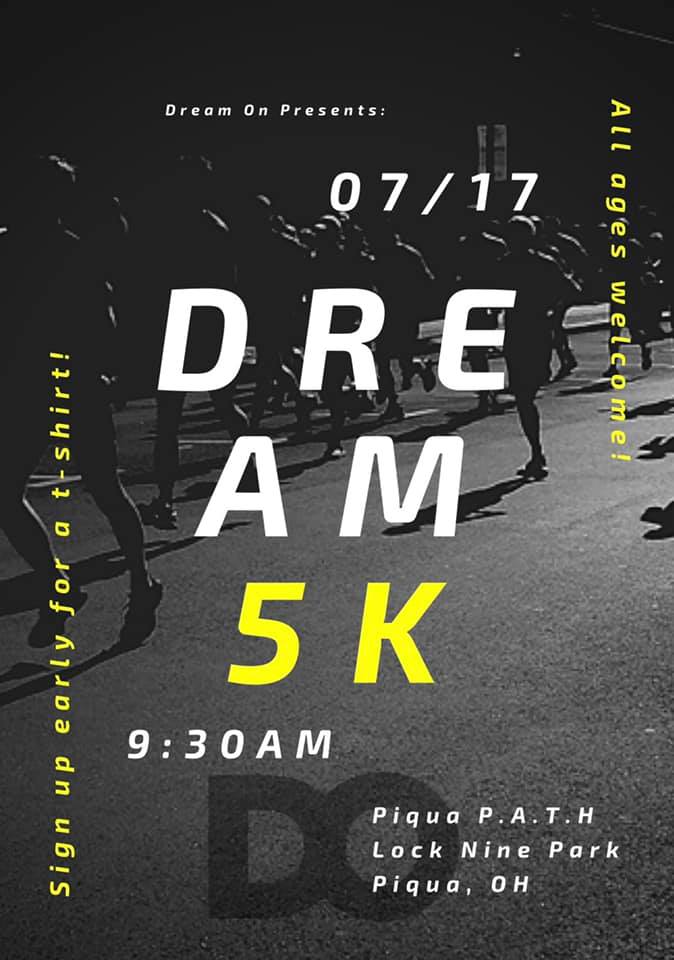 Dream On Presents:
07/17
All ages welcome!
DRE
AM
5K
Sign up early for a t-shirt!
9:30AM
DO
Piqua P.A.T.H
Lock Nine Park
Piqua, OH